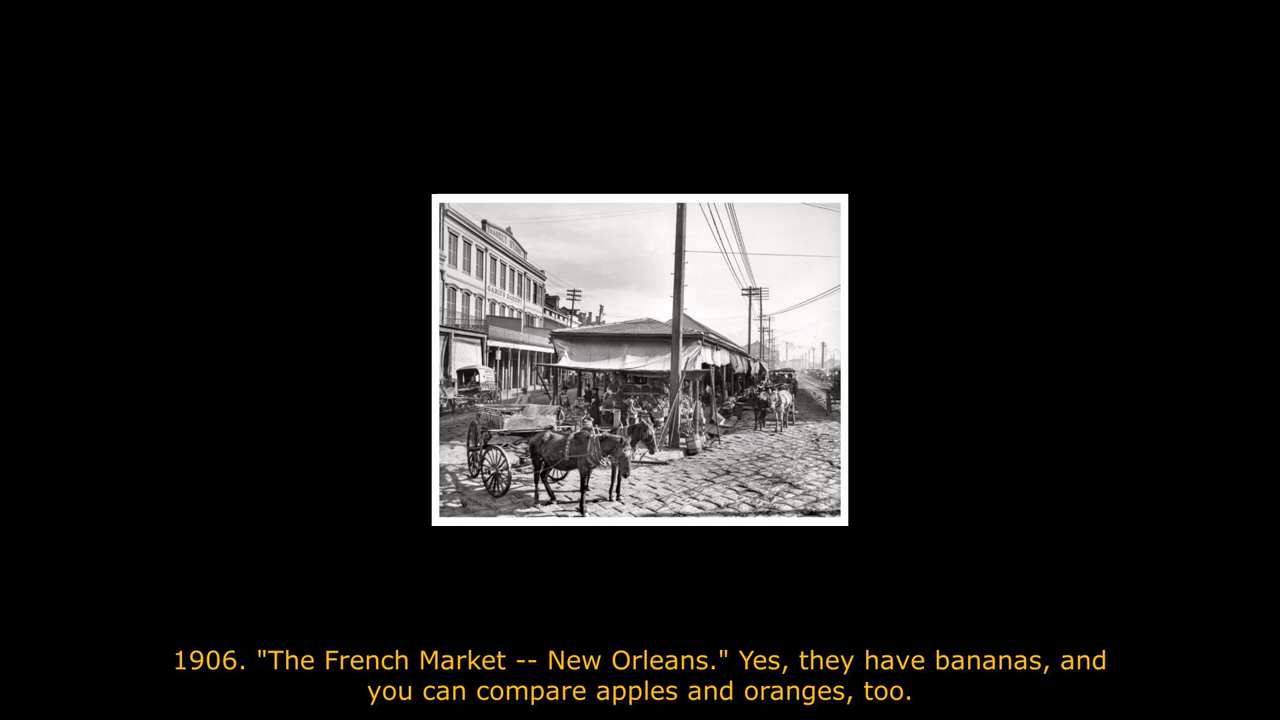 1906. "The French Market -- New Orleans." Yes, they have bananas, and
you can compare apples and oranges, too.